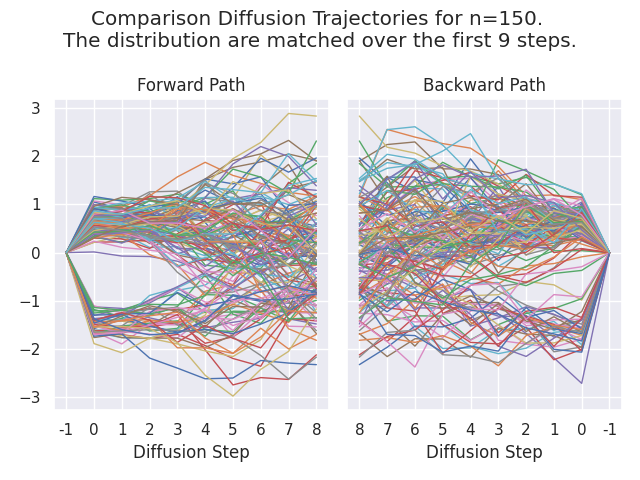 Comparison Diffusion Trajectories for n=150.
The distribution are matched over the first 9 steps.
Forward Path
Backward Path
3
2
1
0
−1
−2
−3
-1 0 1 2 3 4 5 6 7 8
8 7 6 5 4 3 2 1 0 -1
Diffusion Step
Diffusion Step